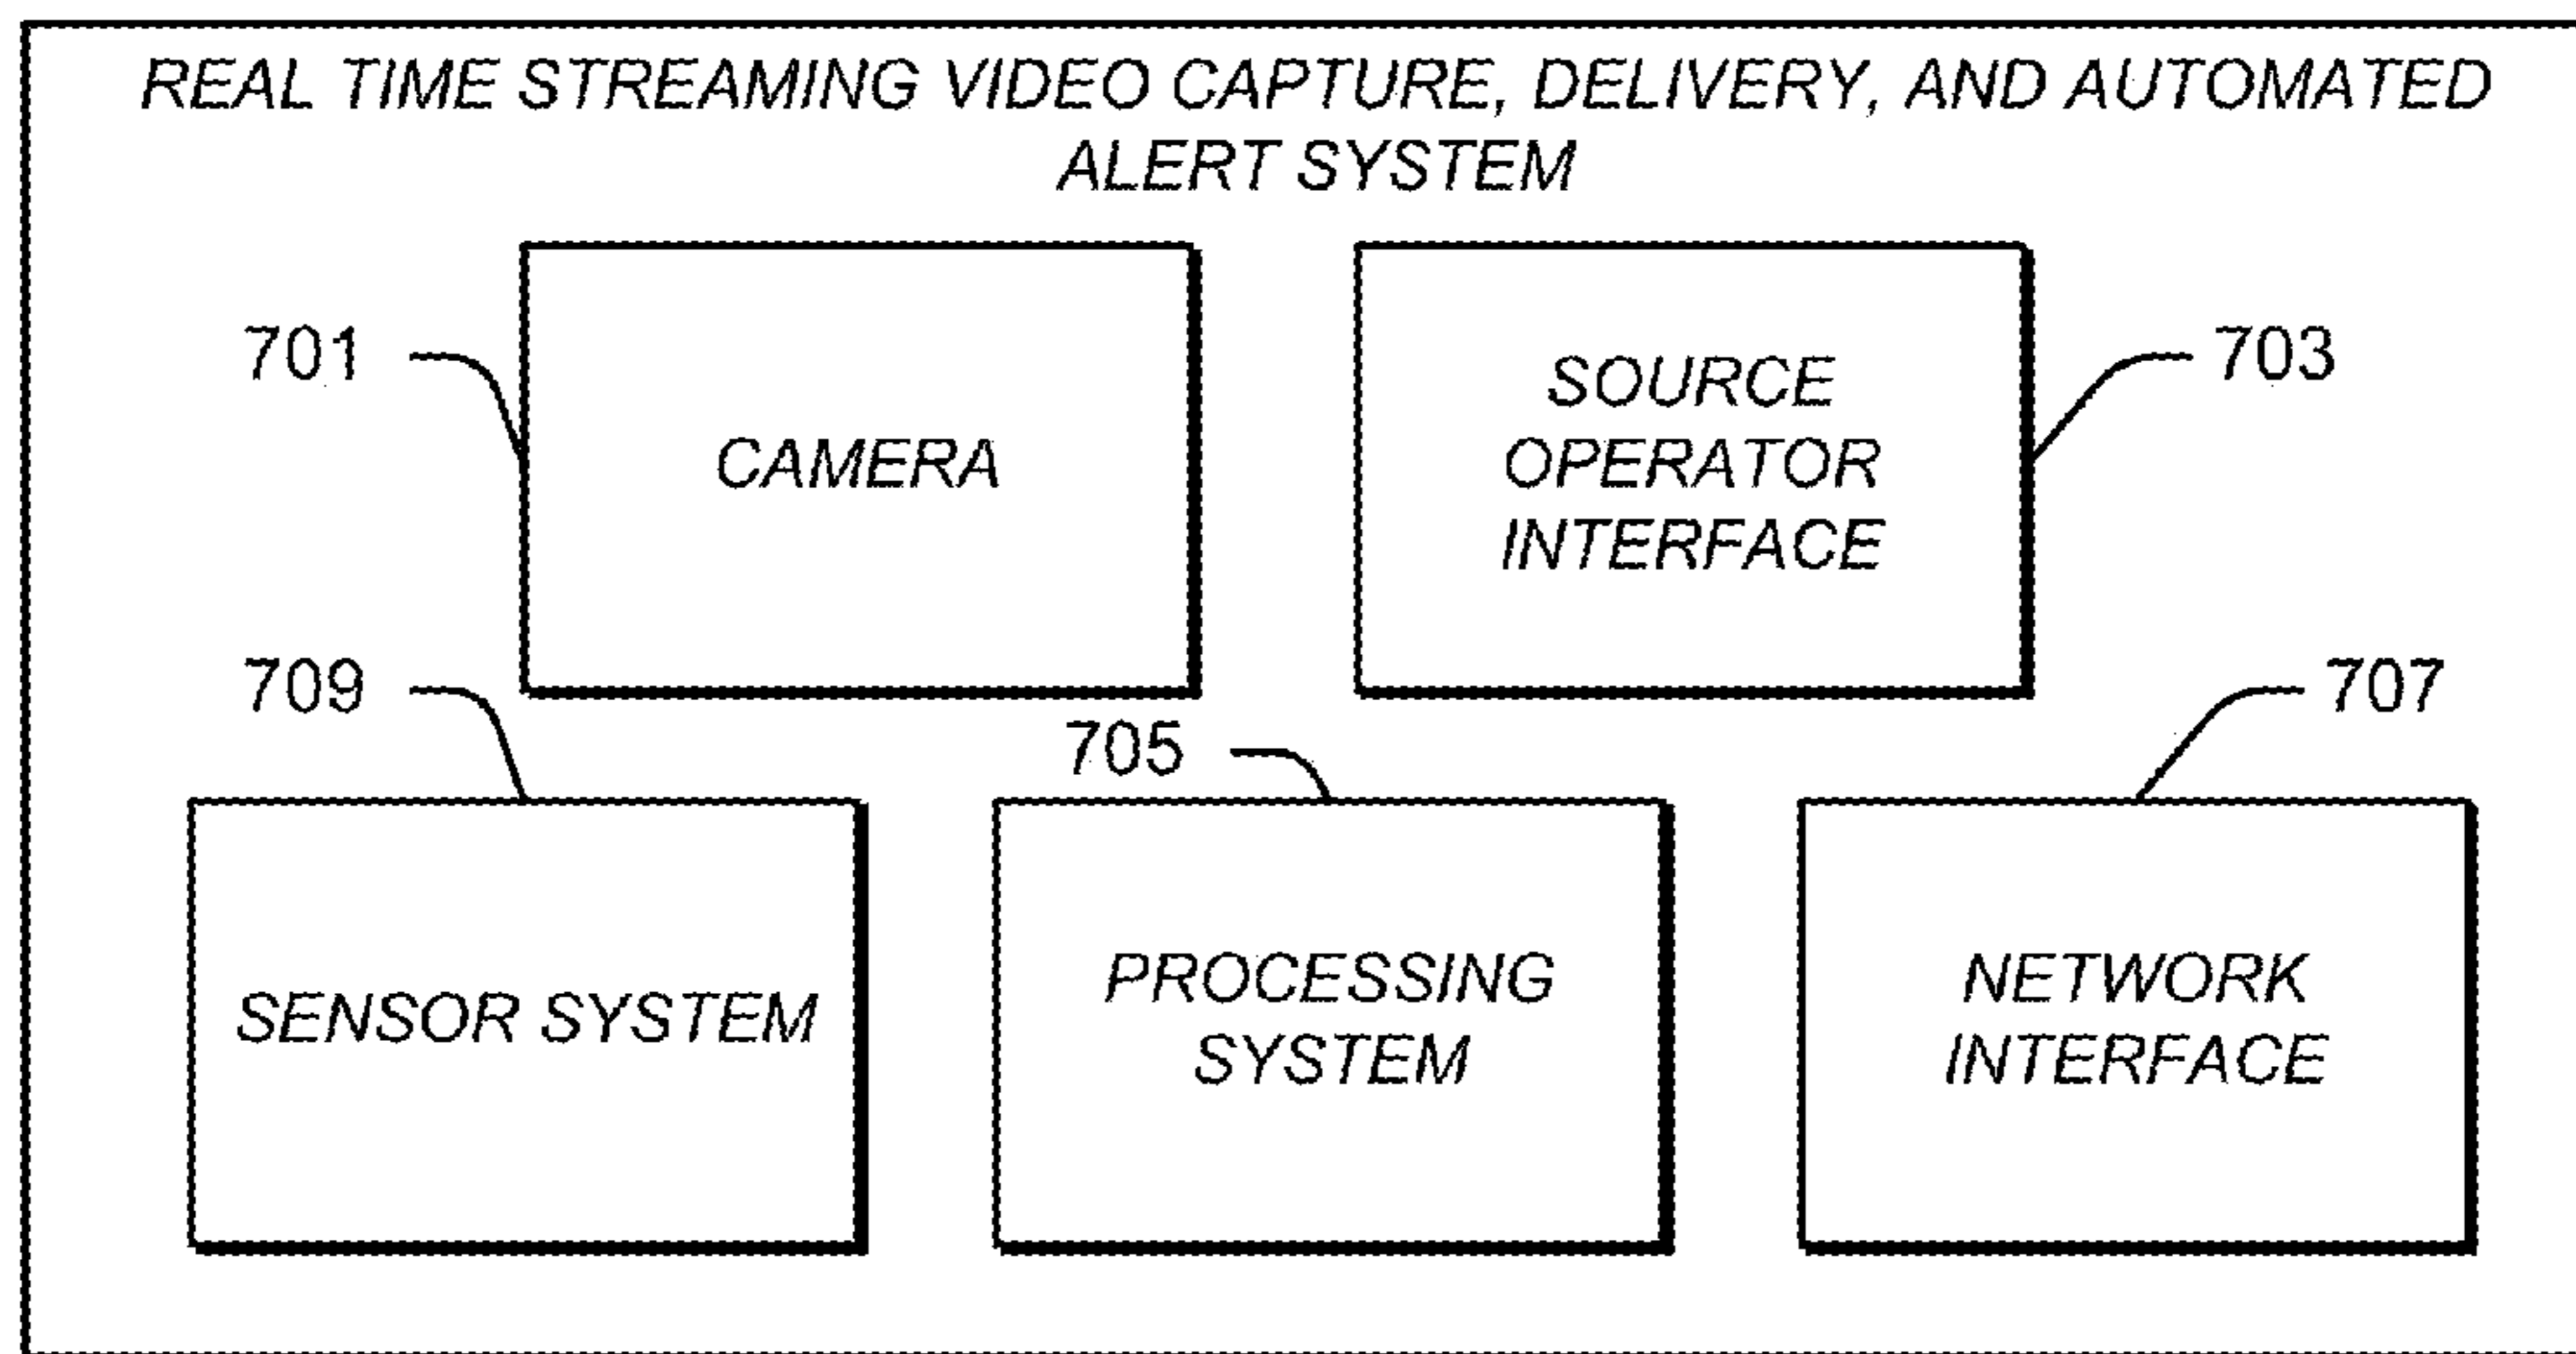 REAL TIME STREAMING VIDEO CAPTURE, DELIVERY, AND AUTOMATED
ALERT SYSTEM
701
CAMERA
SOURCE
OPERATOR
INTERFACE
703
709
SENSOR SYSTEM
705
PROCESSING
SYSTEM
707
NETWORK
INTERFACE